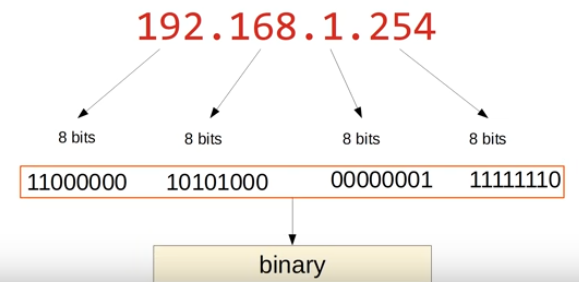 192.168.1.254
8 bits 8 bits 8 bits 8 bits
11000000 10101000 00000001 11111110
binary